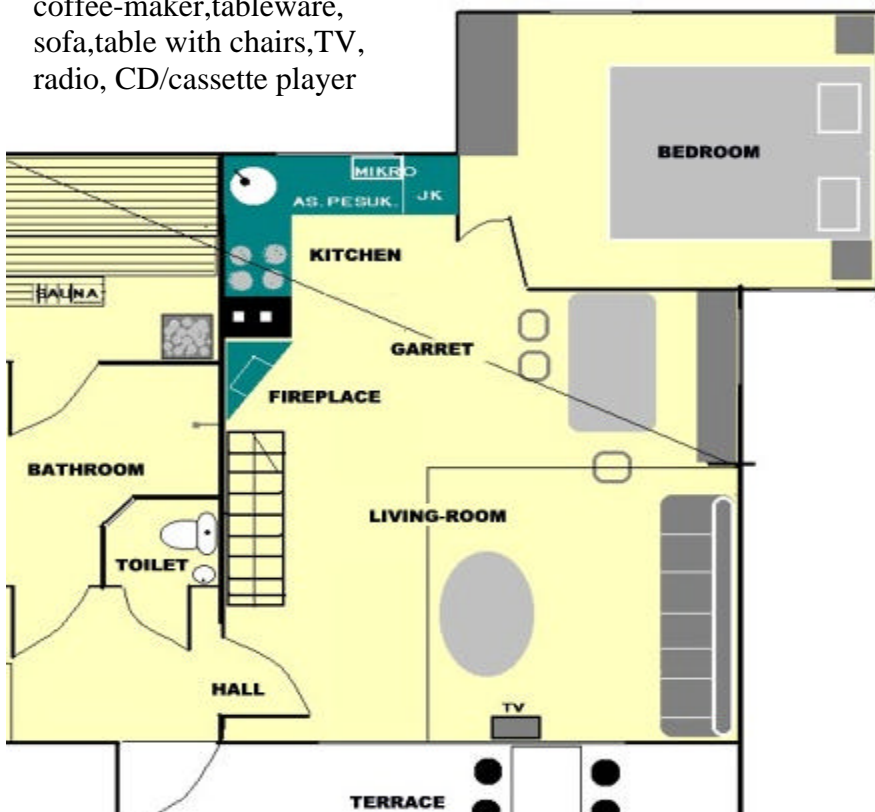 coffee-maker,tableware,
sofa,table with chairs,TV,
radio, CD/cassette player
BEDROOM
MIKRO
AS. PESUK.
JK
KITCHEN
SAUNA
GARRET
FIREPLACE
BATHROOM
LIVING-ROOM
TOILET
HALL
TV
TERRACE